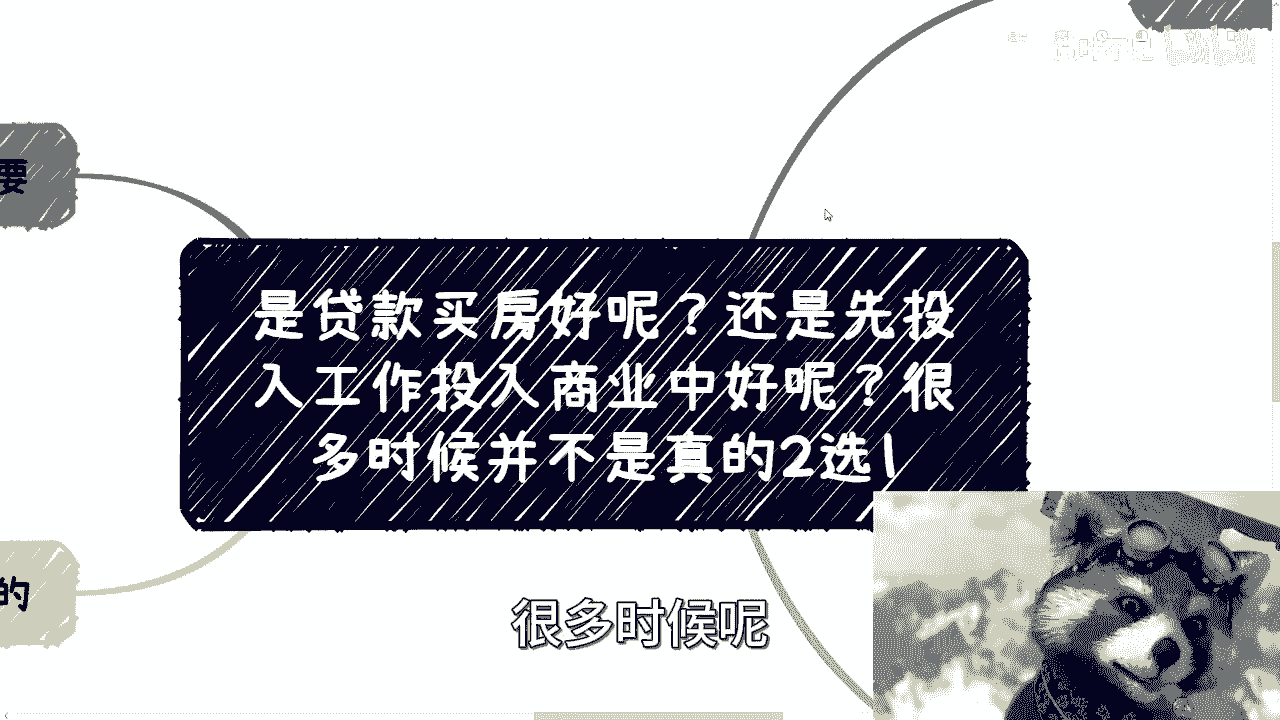 要
是贷款买房好呢？还是先投
入工作投入商业中好呢？很
多时候并不是真的2选1
的
很多时候呢